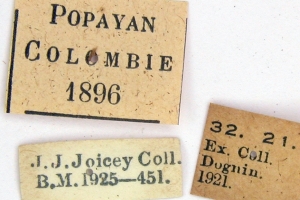 POPAYAN
COLOMBIE
1896
J. J. Joicey Coll.
B.M. 1925—451.
32. 21.
Ex. Coll.
Dognin.
1921.